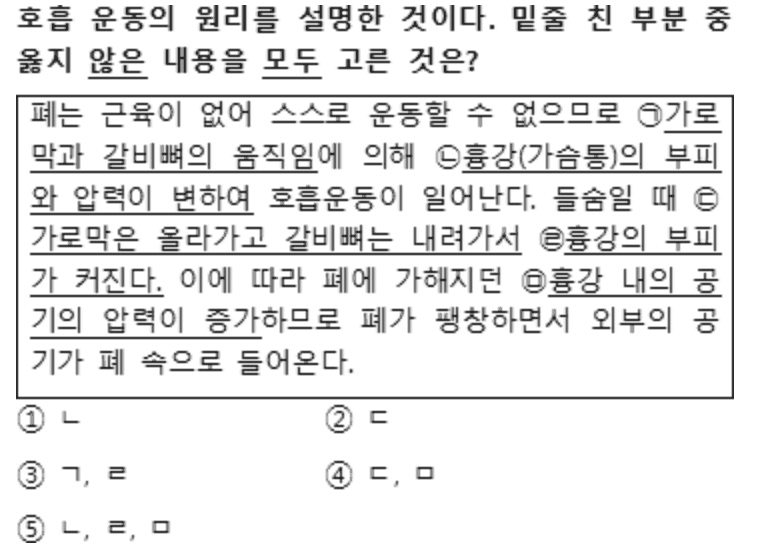 호흡 운동의 원리를 설명한 것이다. 밑줄 친 부분 중
옳지 않은 내용을 모두 고른 것은?
폐는 근육이 없어 스스로 운동할 수 없으므로 ㉠가로
막과 갈비뼈의 움직임에 의해 ㉡흉강(가슴통)의 부피
와 압력이 변하여 호흡운동이 일어난다. 들숨일 때 ㉢
가로막은 올라가고 갈비뼈는 내려가서 ㉣흉강의 부피
가 커진다. 이에 따라 폐에 가해지던 ㉤흉강 내의 공
기의 압력이 증가하므로 폐가 팽창하면서 외부의 공
기가 폐 속으로 들어온다.
① ㄴ ② ㄷ
③ ㄱ, ㄹ ④ ㄷ, ㅁ
⑤ ㄴ, ㄹ, ㅁ